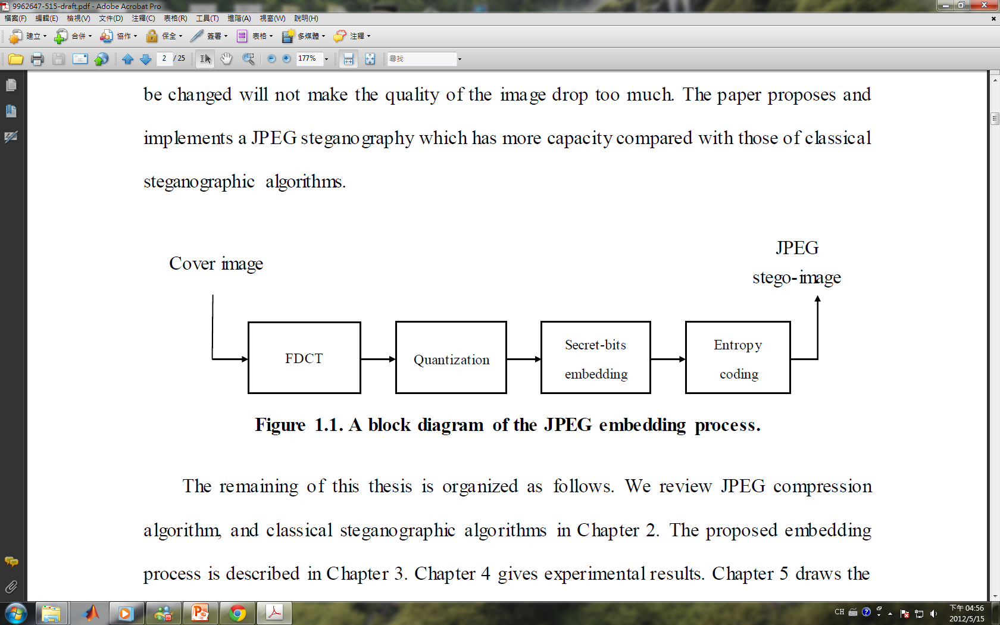 9962647-515-draft.pdf - Adobe Acrobat Pro
檔案(F) 編輯(E) 檢視(V) 文件(D) 注釋(C) 表格(R) 工具(T) 進階(A) 視窗(W) 說明(H)
建立 合併 協作 保全 簽署 表格 多媒體 注釋
2 / 25 177% 尋找
be changed will not make the quality of the image drop too much. The paper proposes and
implements a JPEG steganography which has more capacity compared with those of classical
steganographic algorithms.
Cover image
JPEG
stego-image
FDCT
Quantization
Secret-bits
embedding
Entropy
coding
Figure 1.1. A block diagram of the JPEG embedding process.
The remaining of this thesis is organized as follows. We review JPEG compression
algorithm, and classical steganographic algorithms in Chapter 2. The proposed embedding
process is described in Chapter 3. Chapter 4 gives experimental results. Chapter 5 draws the
CH
下午 04:56
2012/5/15